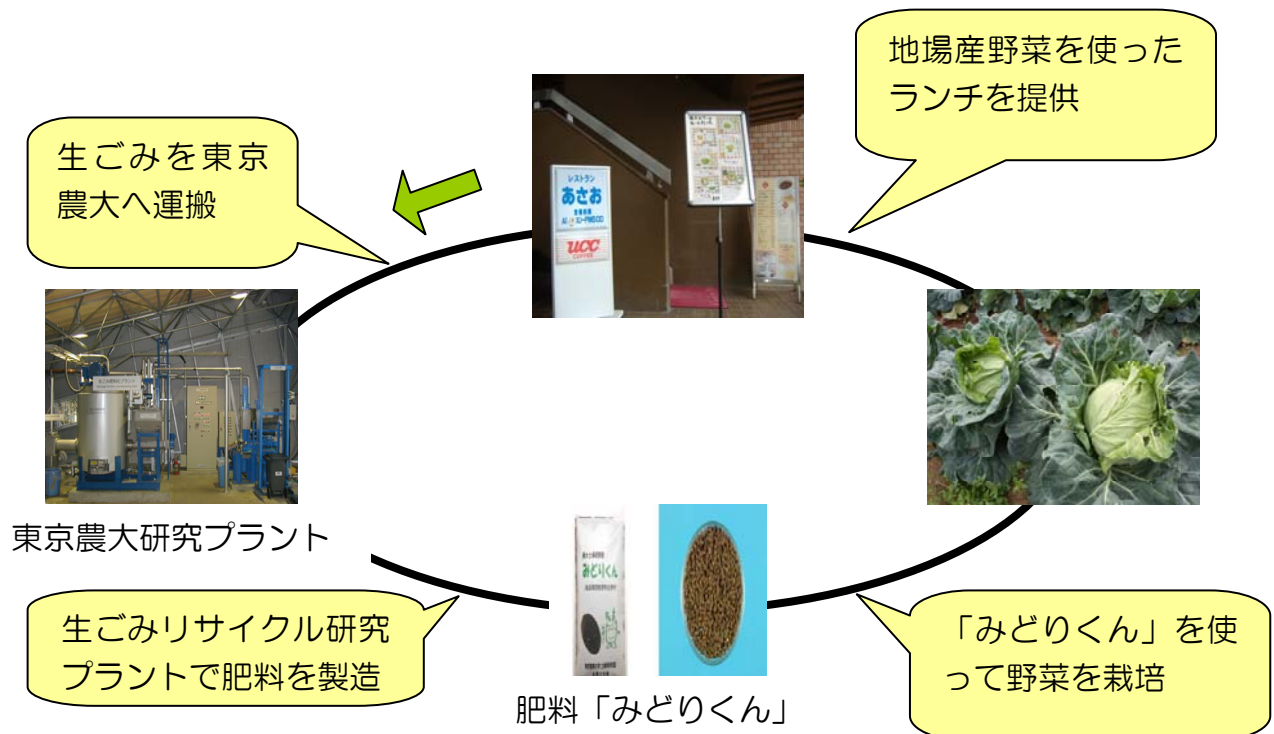 地場産野菜を使った
ランチを提供
生ごみを東京
農大へ運搬
レストラン
あさお
UCC
COFFEE
東京農大研究プラント
みどりくん
生ごみリサイクル研究
プラントで肥料を製造
「みどりくん」を使
って野菜を栽培
肥料「みどりくん」